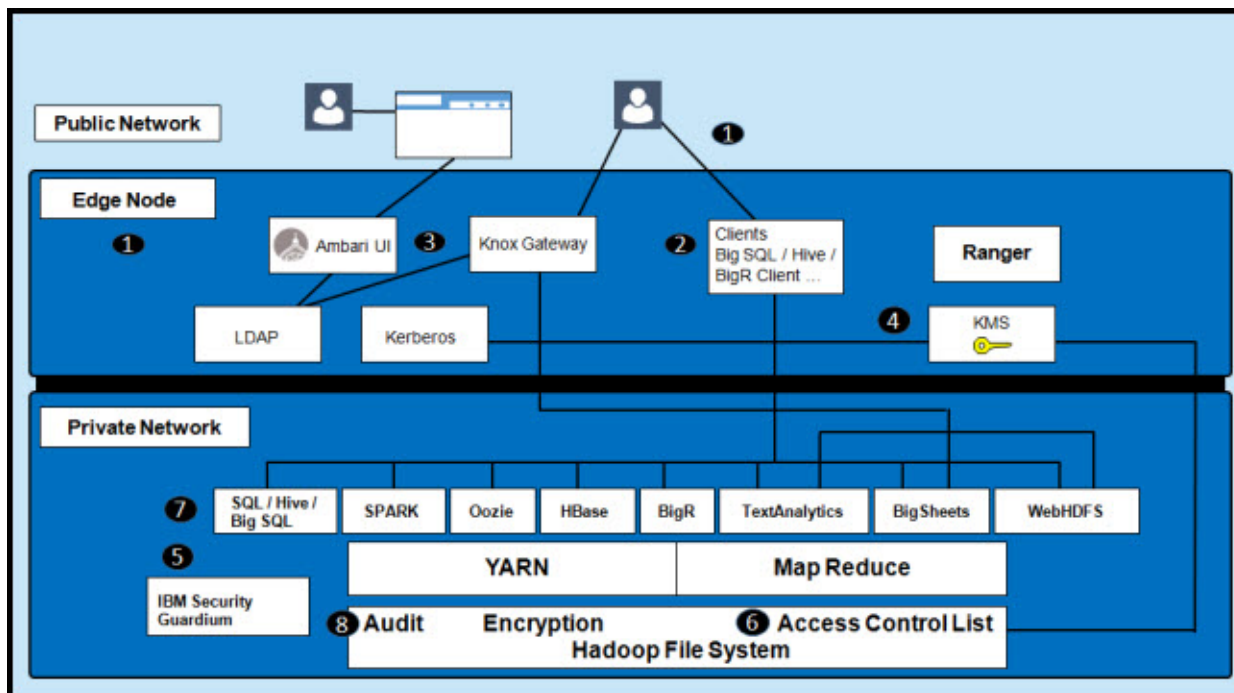 Public Network
1
Edge Node
1
Ambari UI
3
Knox Gateway
2
Clients
Big SQL / Hive /
BigR Client ...
Ranger
LDAP
Kerberos
4
KMS
Private Network
7
SQL / Hive /
Big SQL
SPARK
Oozie
HBase
BigR
TextAnalytics
BigSheets
WebHDFS
5
IBM Security
Guardium
YARN
Map Reduce
8 Audit Encryption 6 Access Control List
Hadoop File System